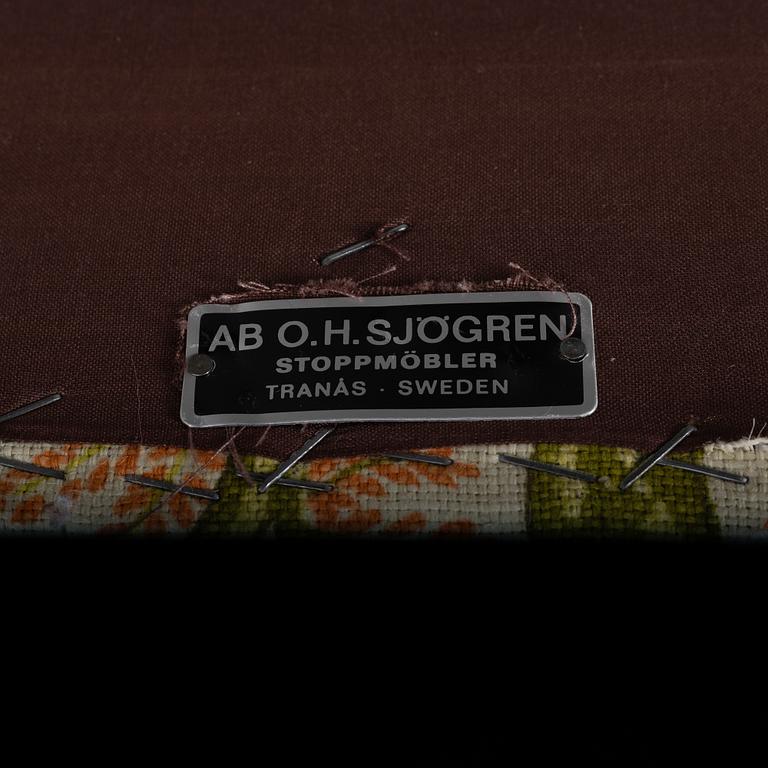 AB O.H. SJÖGREN
STOPPMÖBLER
TRANÅS · SWEDEN